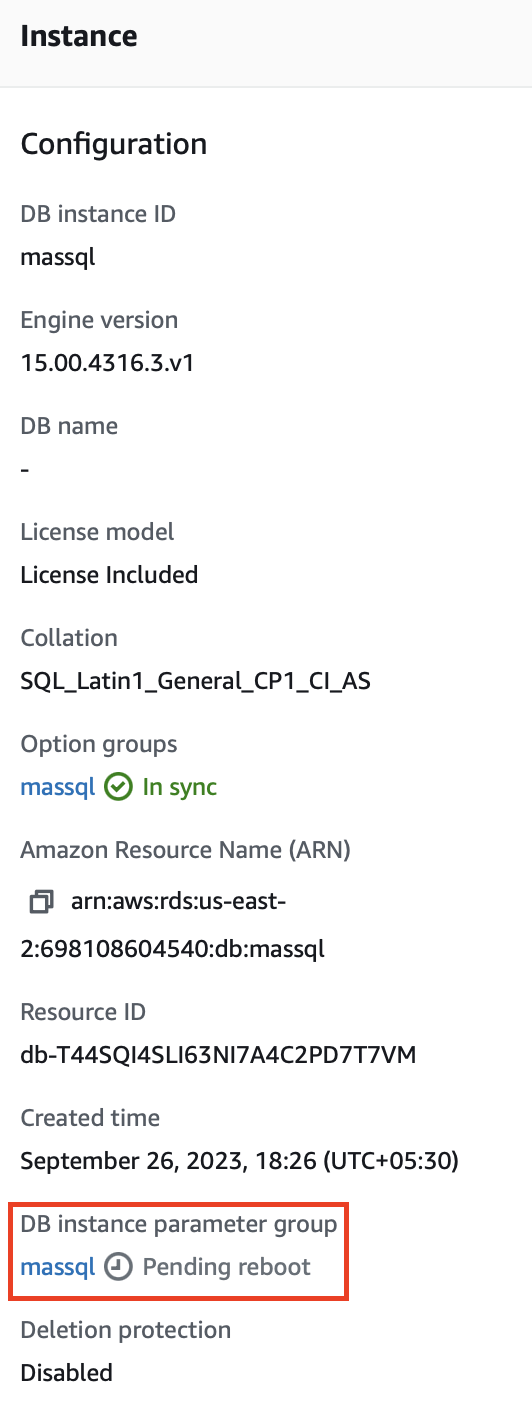 Instance
Configuration
DB instance ID
massql
Engine version
15.00.4316.3.v1
DB name
-
License model
License Included
Collation
SQL_Latin1_General_CP1_CI_AS
Option groups
massql In sync
Amazon Resource Name (ARN)
arn:aws:rds:us-east-
2:698108604540:db:massql
Resource ID
db-T44SQI4SLI63NI7A4C2PD7T7VM
Created time
September 26, 2023, 18:26 (UTC+05:30)
DB instance parameter group
massql Pending reboot
Deletion protection
Disabled